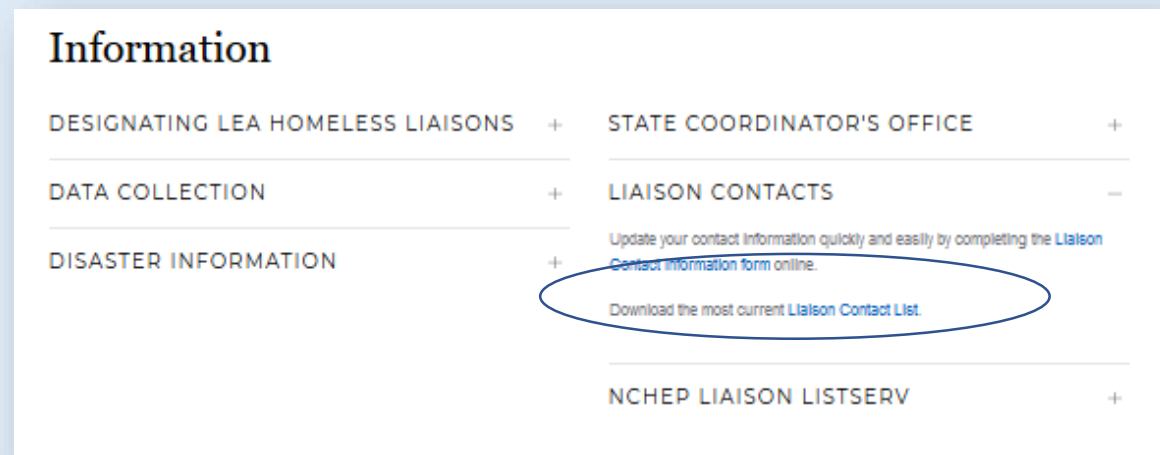 Information
DESIGNATING LEA HOMELESS LIAISONS +
DATA COLLECTION +
DISASTER INFORMATION +
STATE COORDINATOR'S OFFICE +
LIAISON CONTACTS −
Update your contact information quickly and easily by completing the Liaison
Contact Information form online.
Download the most current Liaison Contact List.
NCHEP LIAISON LISTSERV +